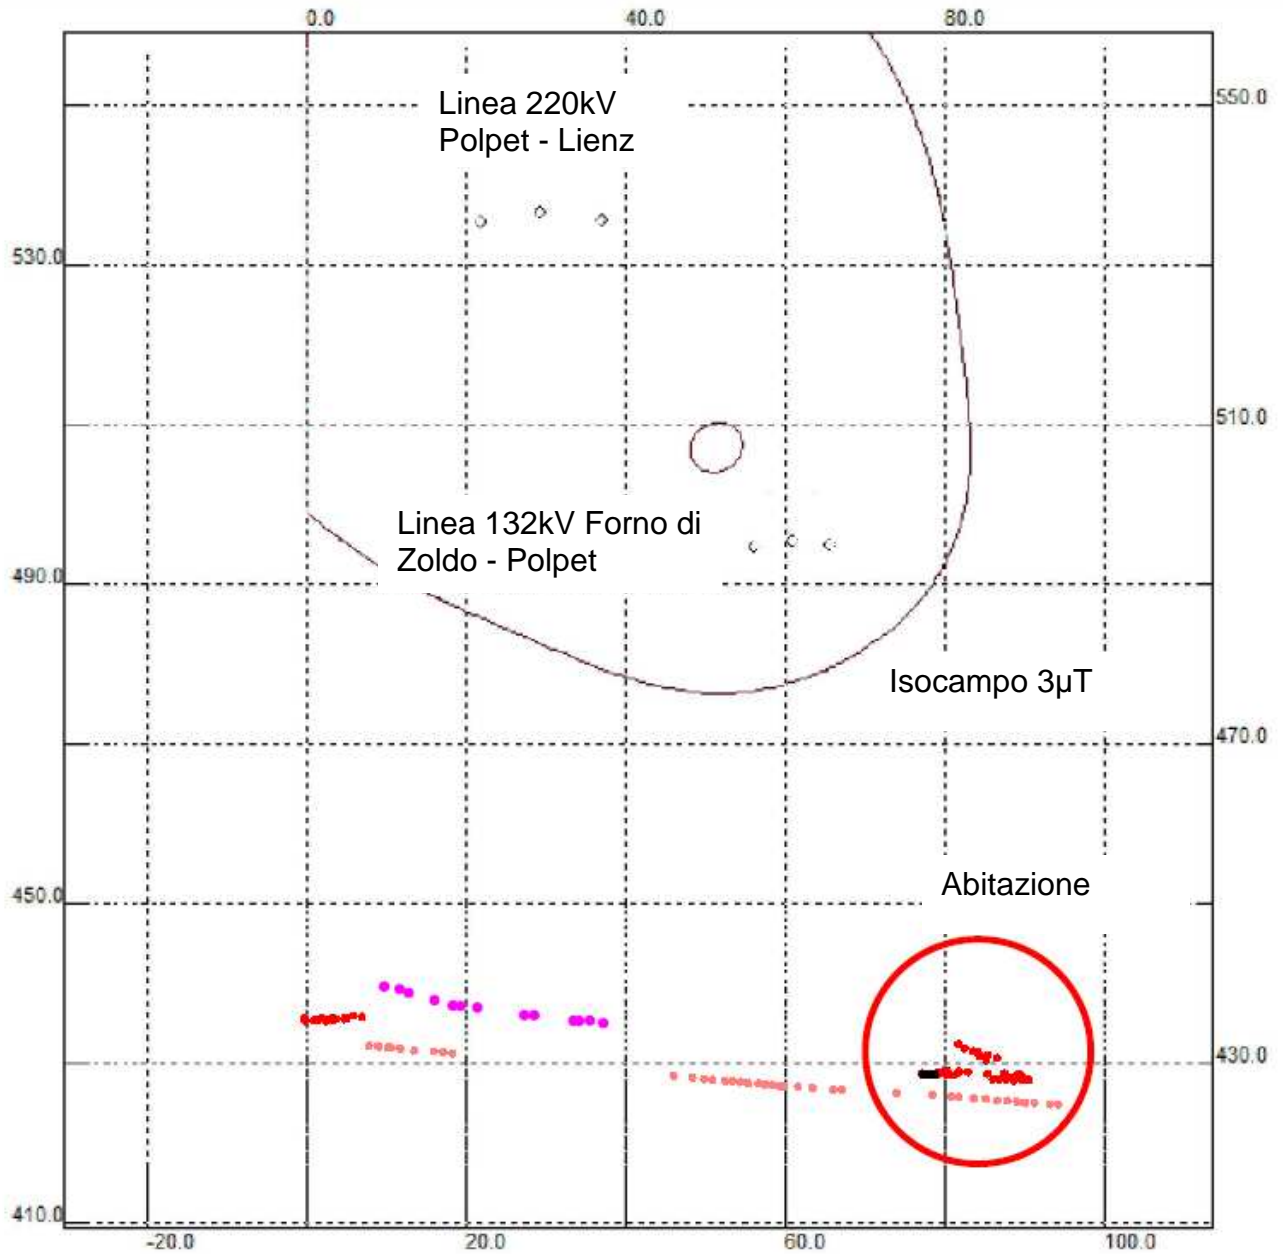 0.0 40.0 80.0
Linea 220kV
Polpet - Lienz
550.0
530.0
510.0
Linea 132kV Forno di
Zoldo - Polpet
490.0
Isocampo 3µT
470.0
Abitazione
450.0
430.0
410.0
-20.0 20.0 60.0 100.0